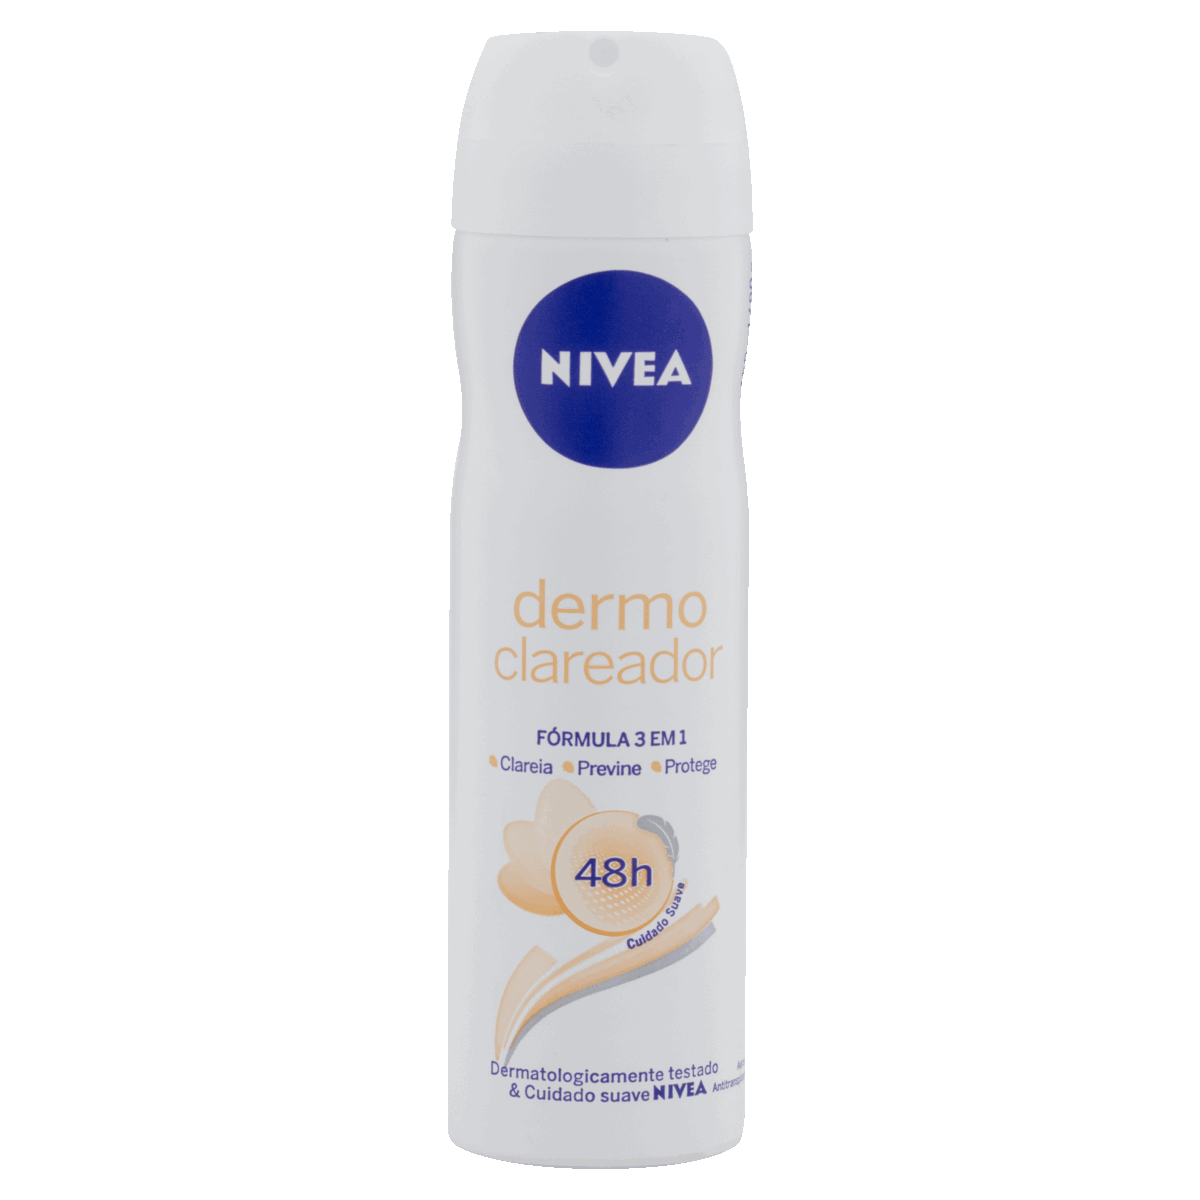 NIVEA
dermo
clareador
FÓRMULA 3 EM 1
Clareia Previne Protege
48h
Cuidado Suave
Dermatologicamente testado
& Cuidado suave NIVEA